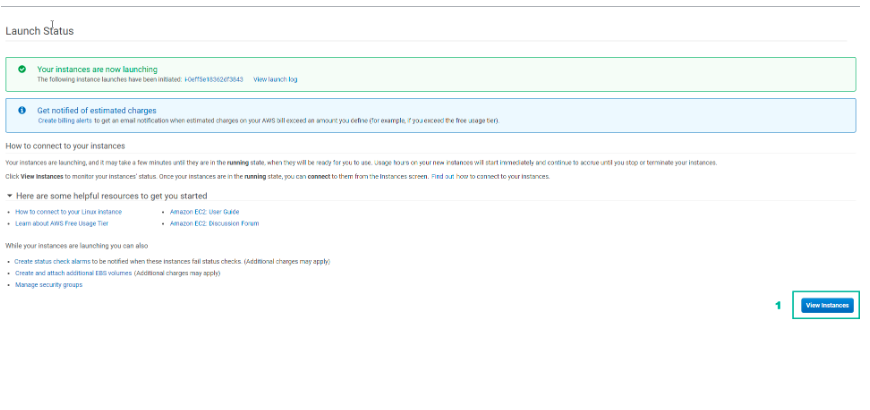 Launch Status
Your instances are now launching
The following instance launches have been initiated: View launch log
Get notified of estimated charges
Create billing alerts to get an email notification when estimated charges on your AWS bill exceed an amount you define (for example, if you exceed the free usage tier).
How to connect to your instances
Your instances are launching, and it may take a few minutes until they are in the running state, when they will be ready for you to use. Usage hours on your new instances will start immediately and continue to accrue until you stop or terminate your instances.
Click View Instances to monitor your instances' status. Once your instances are in the running state, you can connect to them from the Instances screen. Find out how to connect to your instances.
Here are some helpful resources to get you started
How to connect to your Linux instance
Amazon EC2: User Guide
Learn about AWS Free Usage Tier
Amazon EC2: Discussion Forum
While your instances are launching you can also
Create status check alarms to be notified when these instances fail status checks. (Additional charges may apply)
Create and attach additional EBS volumes (Additional charges may apply)
Manage security groups
1 View Instances